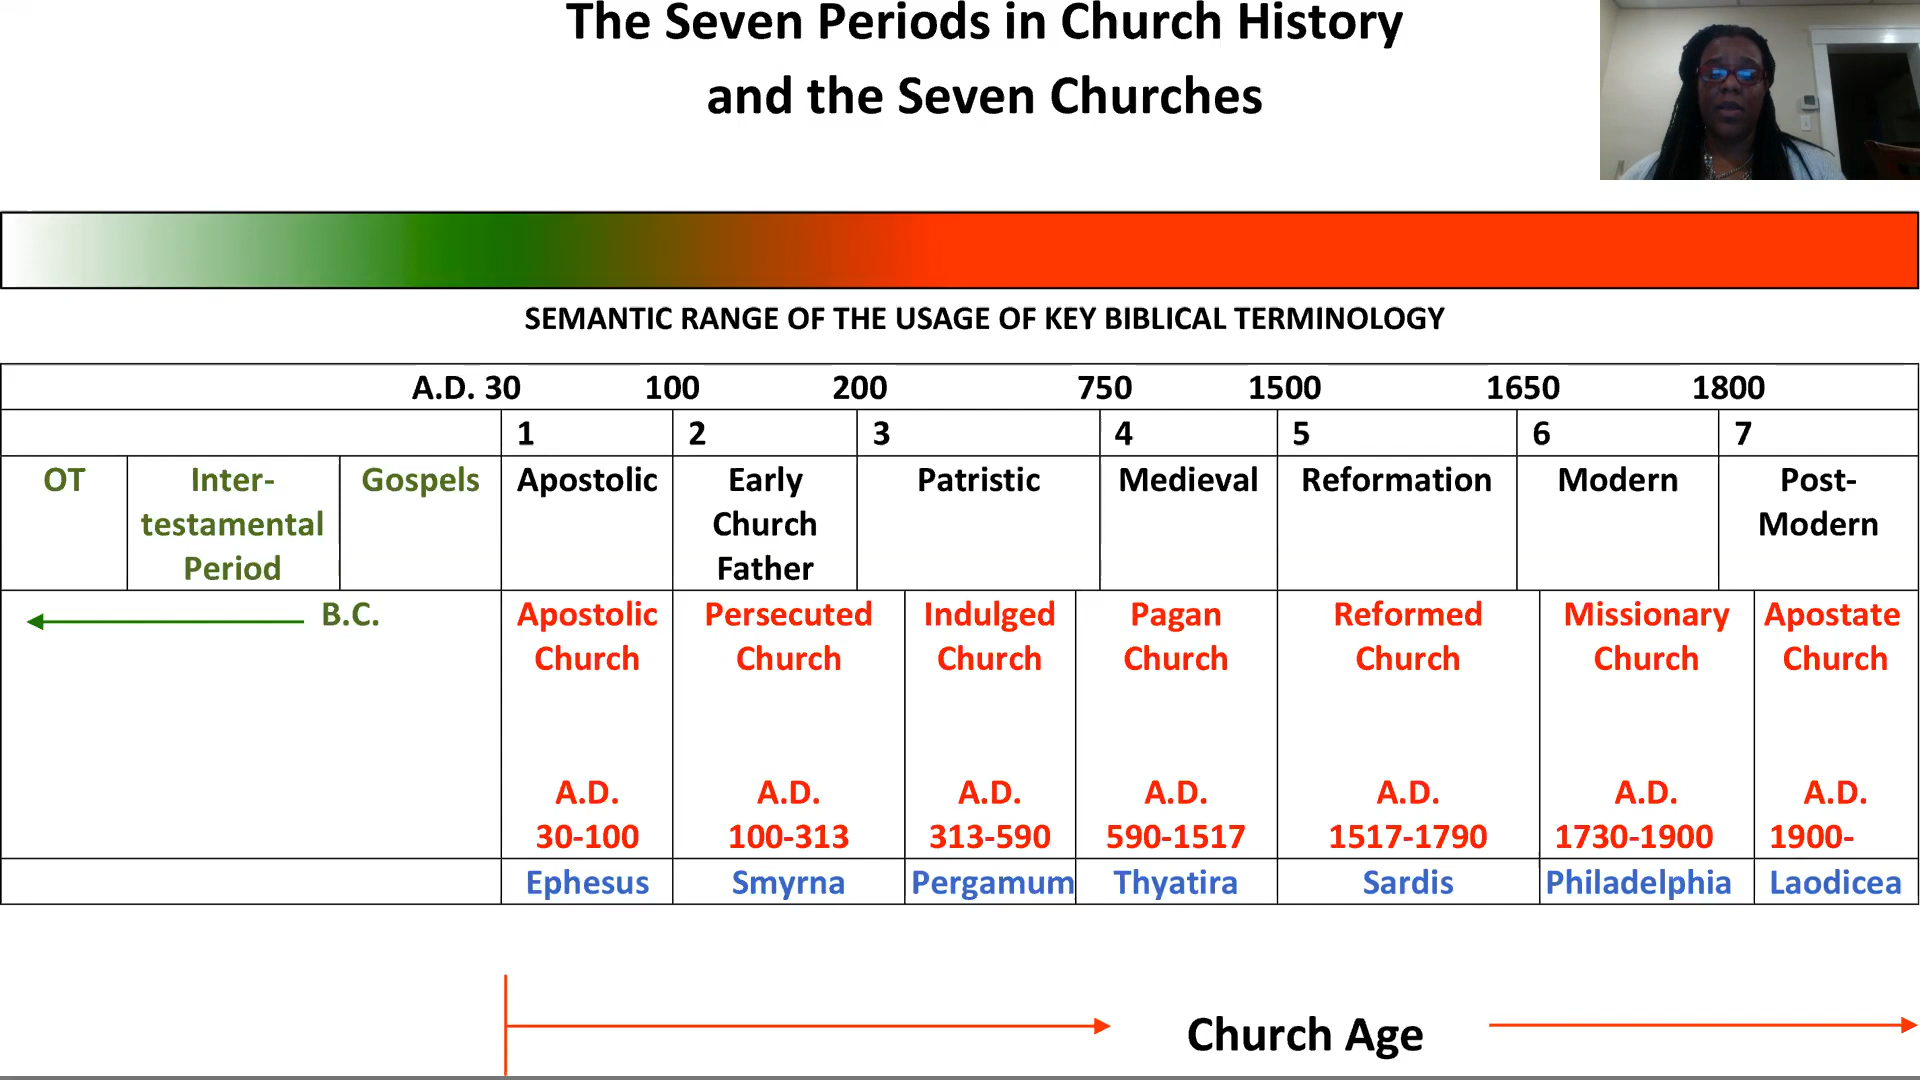 The Seven Periods in Church History
and the Seven Churches
SEMANTIC RANGE OF THE USAGE OF KEY BIBLICAL TERMINOLOGY
A.D. 30 100 200 750 1500 1650 1800
1 2 3 4 5 6 7
OT Inter- Gospels Apostolic Early Patristic Medieval Reformation Modern Post-
testamental Church Modern
Period Father
B.C. Apostolic Persecuted Indulged Pagan Reformed Missionary Apostate
Church Church Church Church Church Church Church
A.D. A.D. A.D. A.D. A.D. A.D. A.D.
30-100 100-313 313-590 590-1517 1517-1790 1730-1900 1900-
Ephesus Smyrna Pergamum Thyatira Sardis Philadelphia Laodicea
Church Age